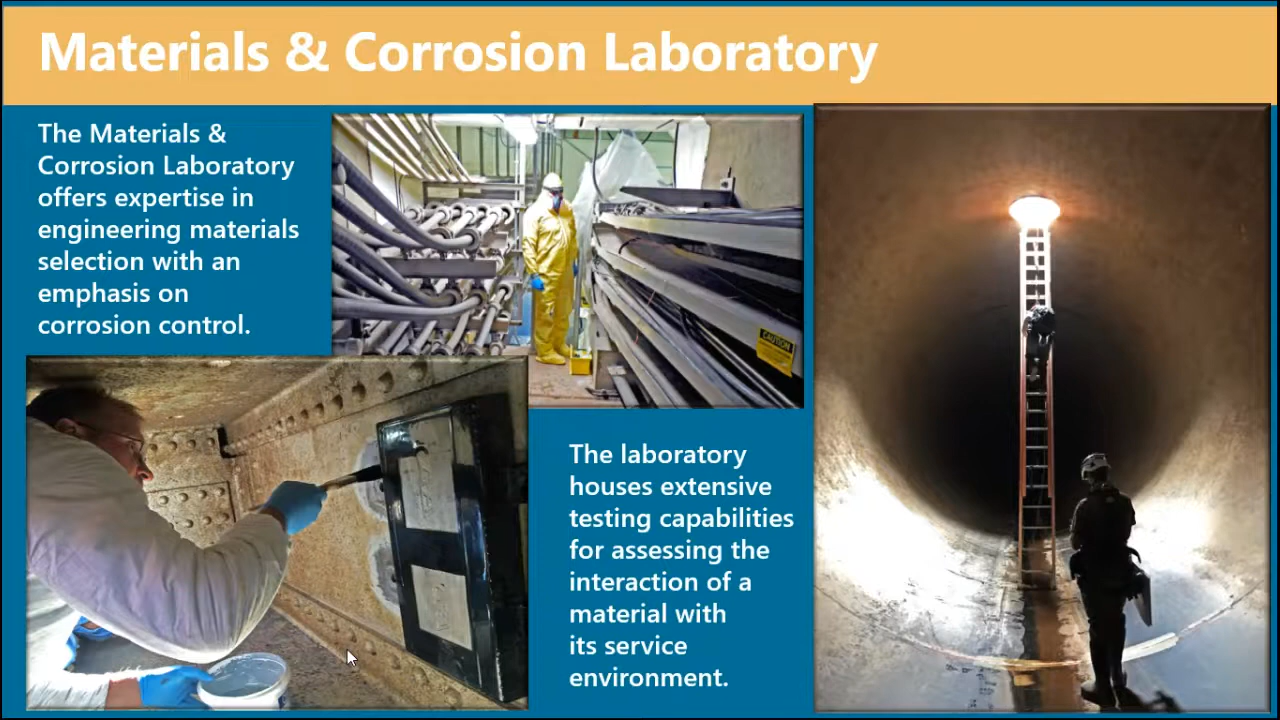 Materials & Corrosion Laboratory
The Materials &
Corrosion Laboratory
offers expertise in
engineering materials
selection with an
emphasis on
corrosion control.
CAUTION
The laboratory
houses extensive
testing capabilities
for assessing the
interaction of a
material with
its service
environment.